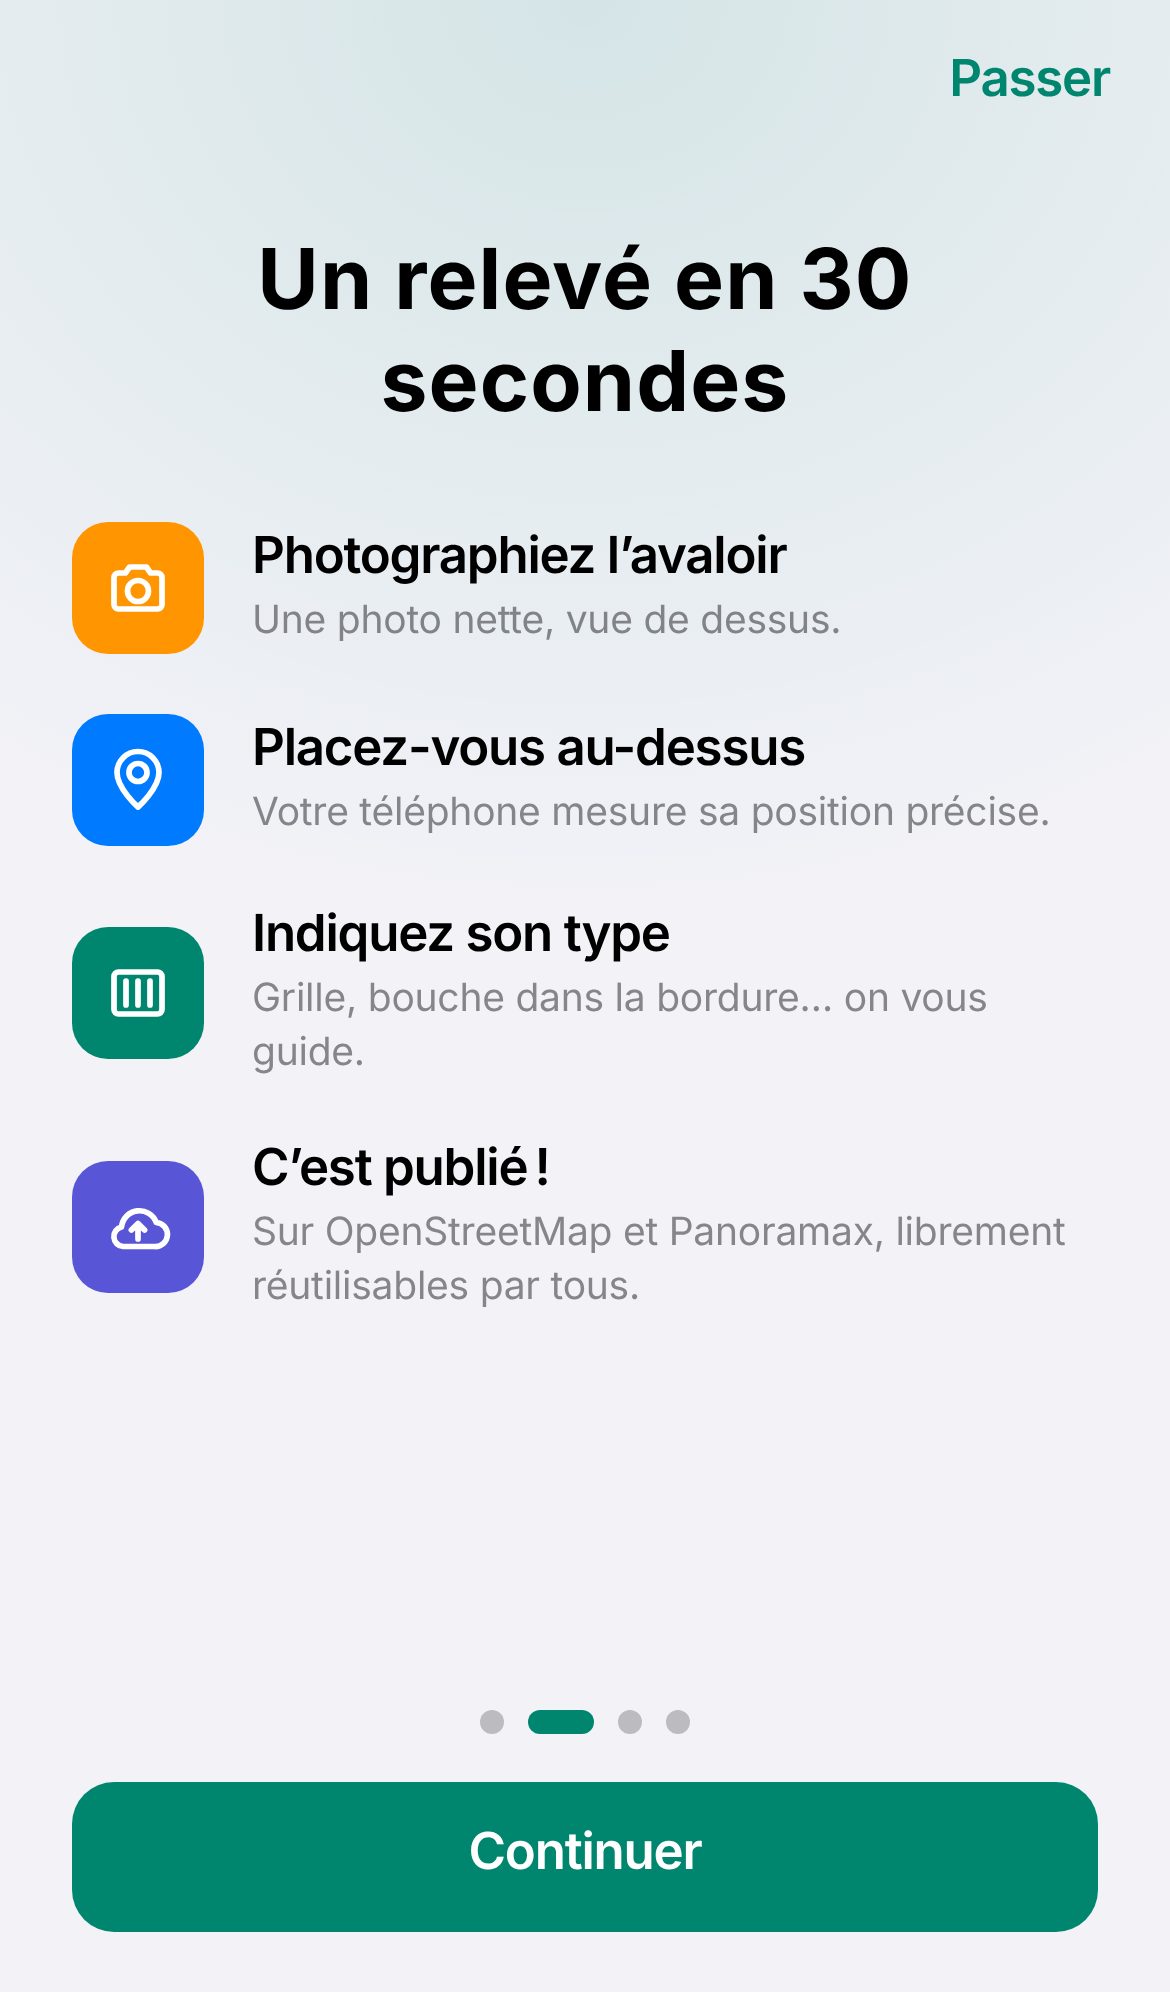 Passer
Un relevé en 30
secondes
Photographiez l’avaloir
Une photo nette, vue de dessus.
Placez-vous au-dessus
Votre téléphone mesure sa position précise.
Indiquez son type
Grille, bouche dans la bordure… on vous
guide.
C’est publié !
Sur OpenStreetMap et Panoramax, librement
réutilisables par tous.
Continuer